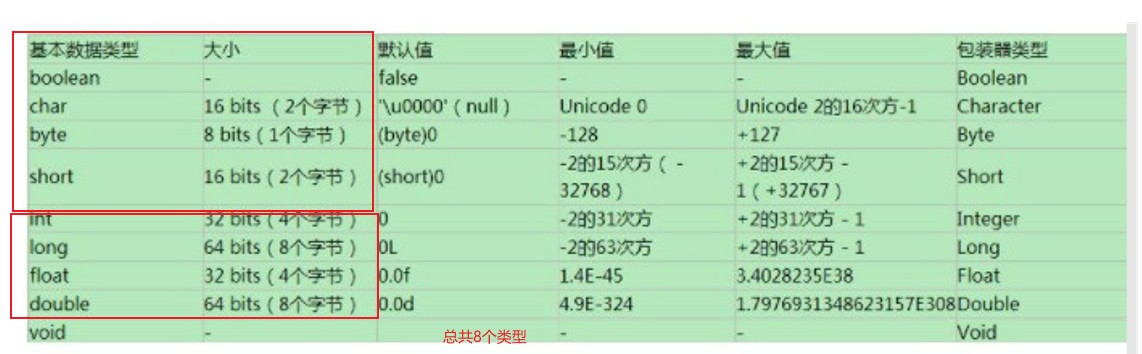 基本数据类型 大小 默认值 最小值 最大值 包装器类型
boolean - false - - Boolean
char 16 bits （2个字节） '\u0000'（null） Unicode 0 Unicode 2的16次方-1 Character
byte 8 bits（1个字节） (byte)0 -128 +127 Byte
short 16 bits（2个字节） (short)0 -2的15次方（ - +2的15次方 - Short
32768） 1（+32767）
int 32 bits（4个字节） 0 -2的31次方 +2的31次方 - 1 Integer
long 64 bits（8个字节） 0L -2的63次方 +2的63次方 - 1 Long
float 32 bits（4个字节） 0.0f 1.4E-45 3.4028235E38 Float
double 64 bits（8个字节） 0.0d 4.9E-324 1.7976931348623157E308 Double
void - - - Void
总共8个类型